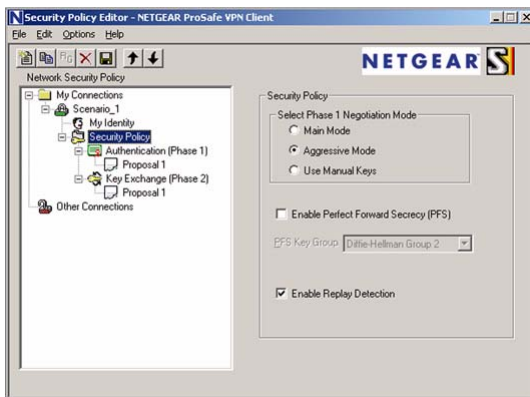 Security Policy Editor - NETGEAR ProSafe VPN Client
File Edit Options Help
NETGEAR
Network Security Policy
My Connections
Scenario_1
My Identity
Security Policy
Authentication (Phase 1)
Proposal 1
Key Exchange (Phase 2)
Proposal 1
Other Connections
Security Policy
Select Phase 1 Negotiation Mode
Main Mode
Aggressive Mode
Use Manual Keys
Enable Perfect Forward Secrecy (PFS)
PFS Key Group Diffie-Hellman Group 2
Enable Replay Detection